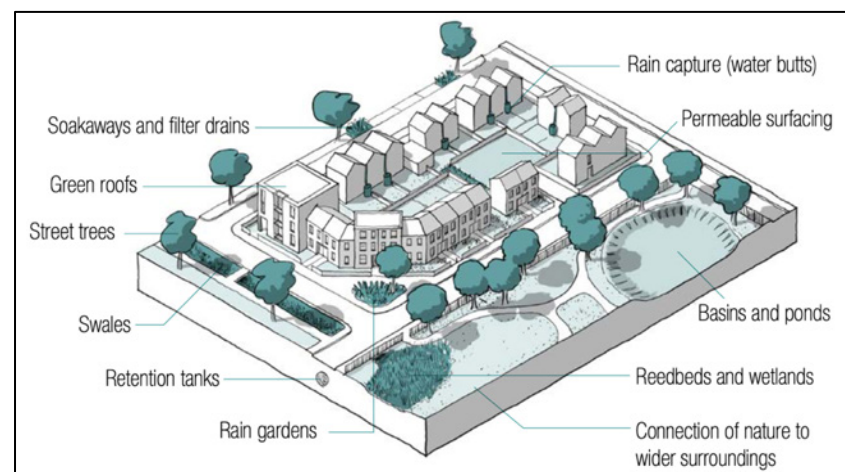 Rain capture (water butts)
Soakaways and filter drains
Permeable surfacing
Green roofs
Street trees
Swales
Basins and ponds
Retention tanks
Reedbeds and wetlands
Rain gardens
Connection of nature to
wider surroundings